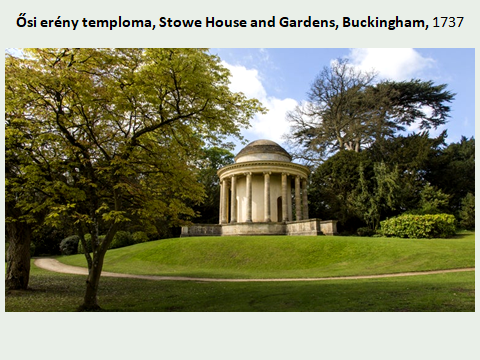 Ősi erény temploma, Stowe House and Gardens, Buckingham, 1737